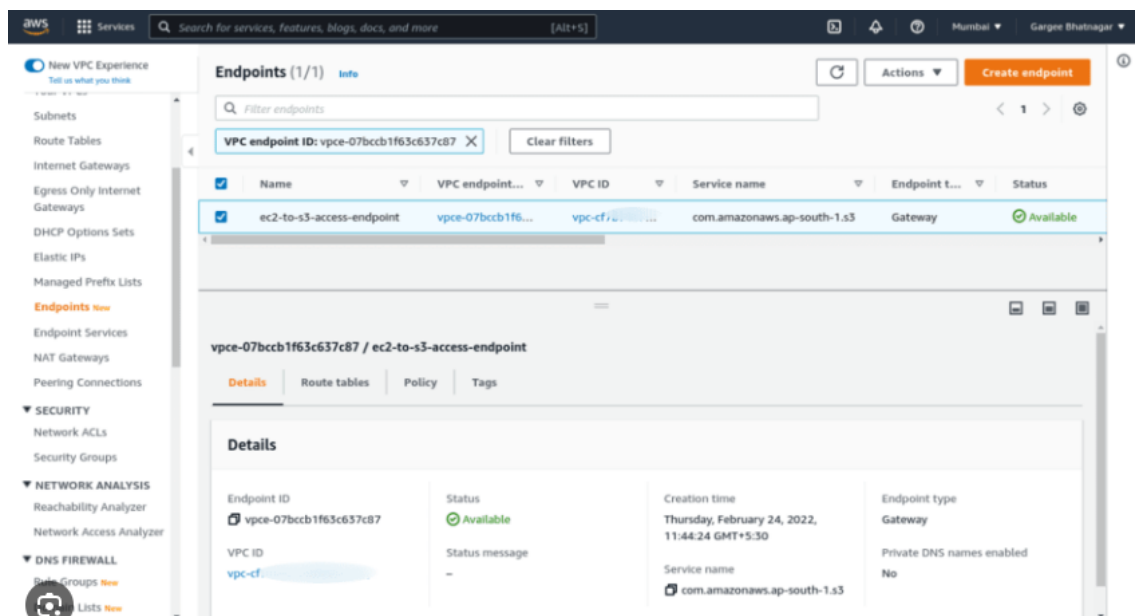 aws Services Search for services, features, blogs, docs, and more [Alt+S] Mumbai ▼ Gargee Bhatnagar ▼
New VPC Experience
Tell us what you think
Subnets
Route Tables
Internet Gateways
Egress Only Internet
Gateways
DHCP Options Sets
Elastic IPs
Managed Prefix Lists
Endpoints New
Endpoint Services
NAT Gateways
Peering Connections
▼ SECURITY
Network ACLs
Security Groups
▼ NETWORK ANALYSIS
Reachability Analyzer
Network Access Analyzer
▼ DNS FIREWALL
Groups New
Lists New
Endpoints (1/1) Info
Actions ▼ Create endpoint
Filter endpoints
< 1 >
VPC endpoint ID: vpce-07bccb1f63c637c87 X Clear filters
Name VPC endpoint... VPC ID Service name Endpoint t... Status
ec2-to-s3-access-endpoint vpce-07bccb1f6... vpc-cf com.amazonaws.ap-south-1.s3 Gateway Available
vpce-07bccb1f63c637c87 / ec2-to-s3-access-endpoint
Details Route tables Policy Tags
Details
Endpoint ID
vpce-07bccb1f63c637c87
VPC ID
vpc-cf
Status
Available
Status message
–
Creation time
Thursday, February 24, 2022,
11:44:24 GMT+5:30
Service name
com.amazonaws.ap-south-1.s3
Endpoint type
Gateway
Private DNS names enabled
No